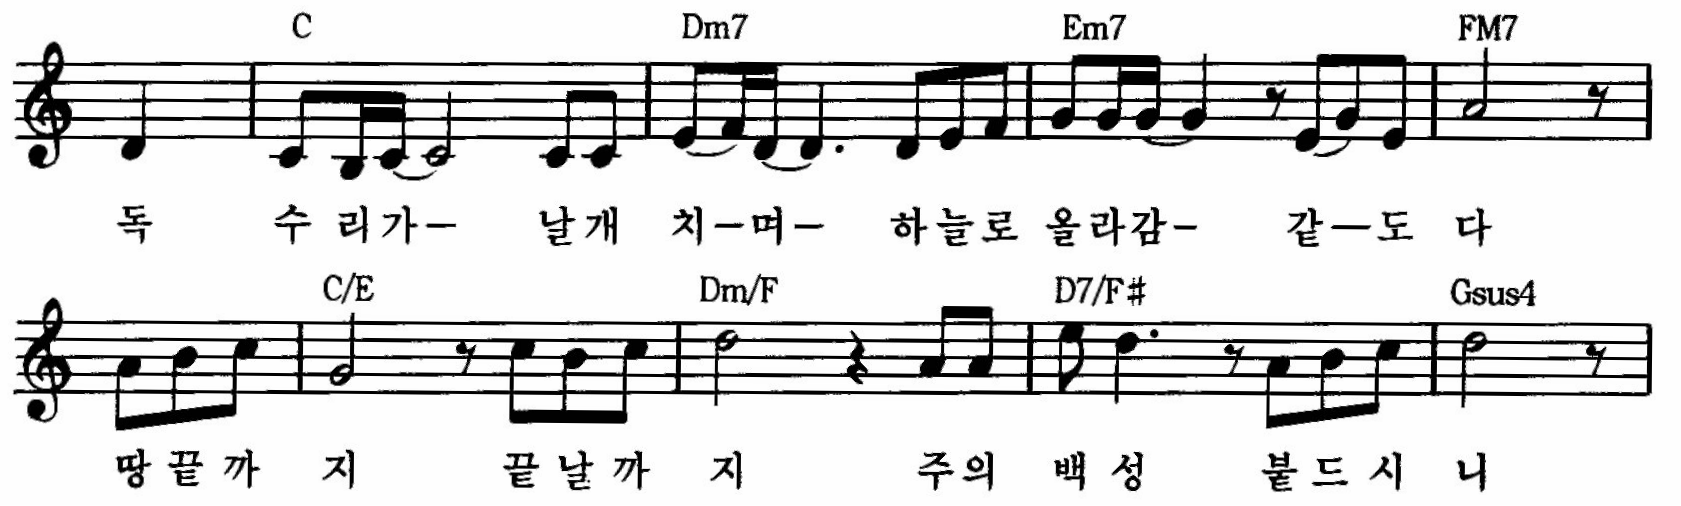 C Dm7 Em7 FM7
독 수 리 가 - 날 개 치 - 며 - 하 늘 로 올 라 감 - 같 - 도 다
C/E Dm/F D7/F# Gsus4
땅 끝 까 지 끝 날 까 지 주 의 백 성 붙 드 시 니